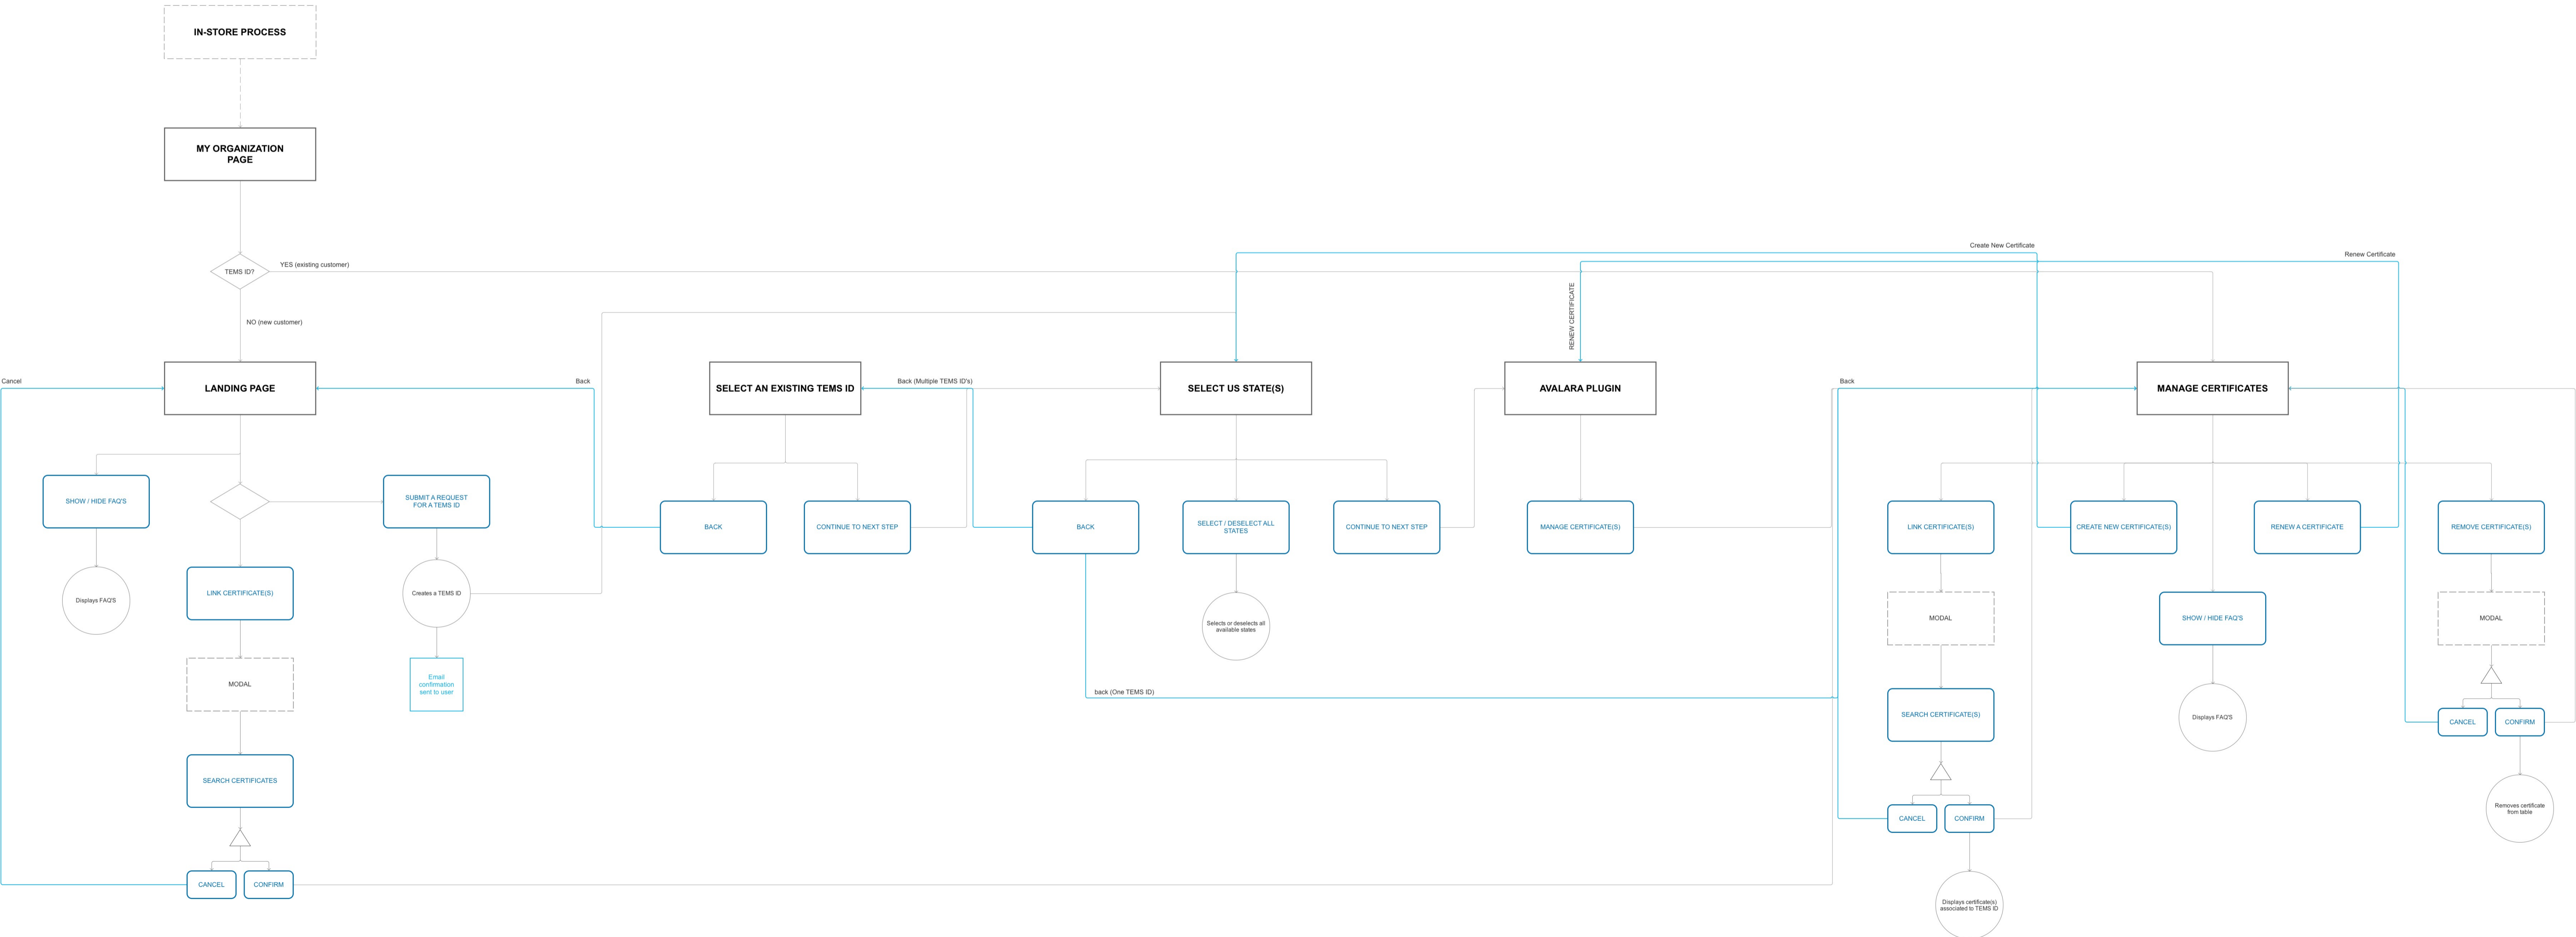 IN-STORE PROCESS
MY ORGANIZATION
PAGE
TEMS ID?
YES (existing customer)
NO (new customer)
Create New Certificate
Renew Certificate
RENEW CERTIFICATE
Cancel
LANDING PAGE
Back
SELECT AN EXISTING TEMS ID
Back (Multiple TEMS ID's)
SELECT US STATE(S)
AVALARA PLUGIN
Back
MANAGE CERTIFICATES
SHOW / HIDE FAQ'S
SUBMIT A REQUEST
FOR A TEMS ID
BACK
CONTINUE TO NEXT STEP
BACK
SELECT / DESELECT ALL
STATES
CONTINUE TO NEXT STEP
MANAGE CERTIFICATE(S)
LINK CERTIFICATE(S)
CREATE NEW CERTIFICATE(S)
RENEW A CERTIFICATE
REMOVE CERTIFICATE(S)
Displays FAQ'S
LINK CERTIFICATE(S)
Creates a TEMS ID
Selects or deselects all
available states
MODAL
SHOW / HIDE FAQ'S
MODAL
MODAL
Email
confirmation
sent to user
back (One TEMS ID)
SEARCH CERTIFICATE(S)
Displays FAQ'S
CANCEL
CONFIRM
SEARCH CERTIFICATES
CANCEL
CONFIRM
Removes certificate
from table
CANCEL
CONFIRM
Displays certificate(s)
associated to TEMS ID